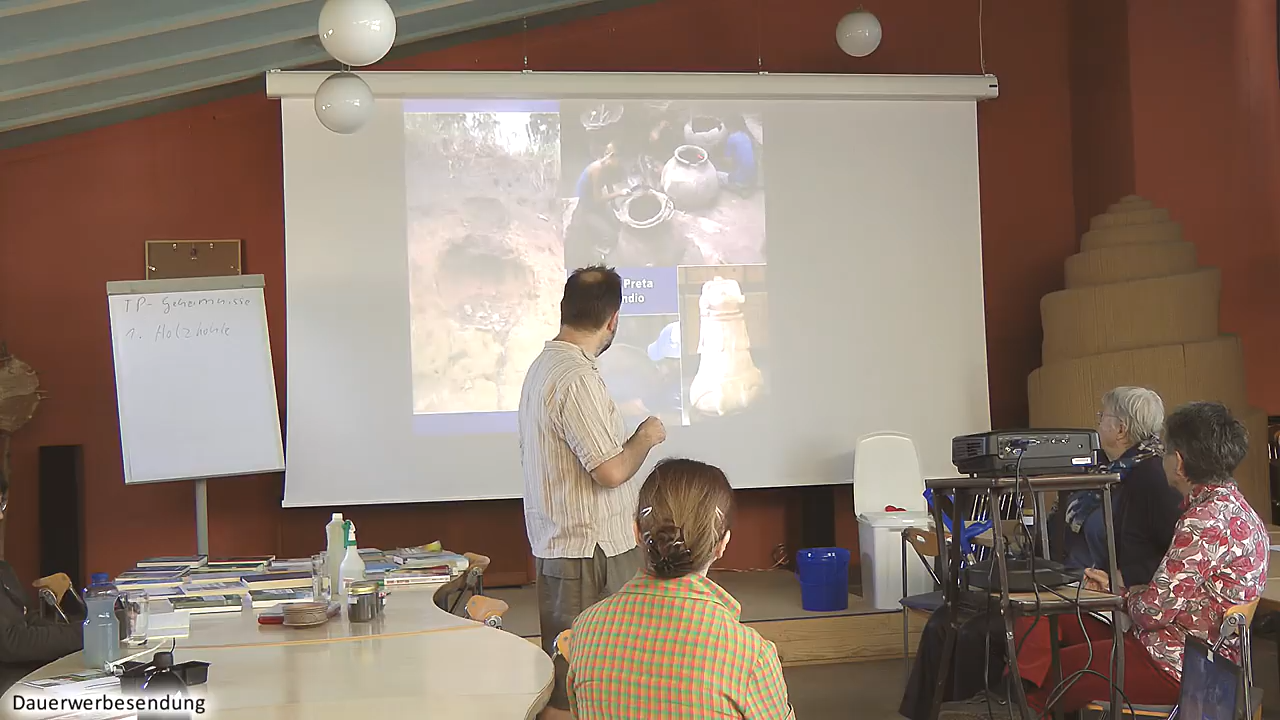 TP-Geheimnisse
1. Holzkohle
Preta
ndio
Dauerwerbesendung